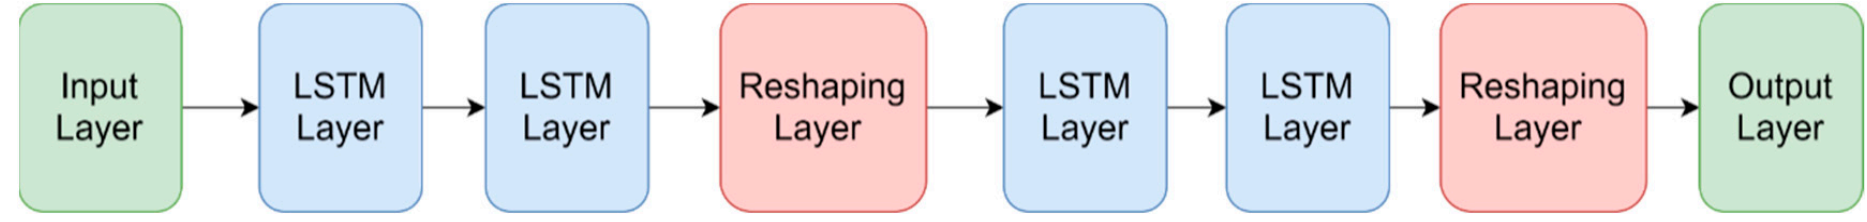 Input
Layer
LSTM
Layer
LSTM
Layer
Reshaping
Layer
LSTM
Layer
LSTM
Layer
Reshaping
Layer
Output
Layer